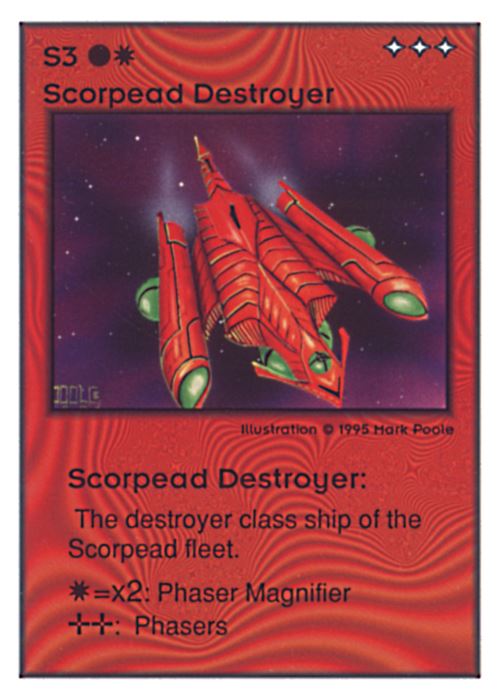 S3 ●✷ ✧✧✧
Scorpead Destroyer
Illustration © 1995 Mark Poole
Scorpead Destroyer:
The destroyer class ship of the
Scorpead fleet.
✷=x2: Phaser Magnifier
✢✢: Phasers